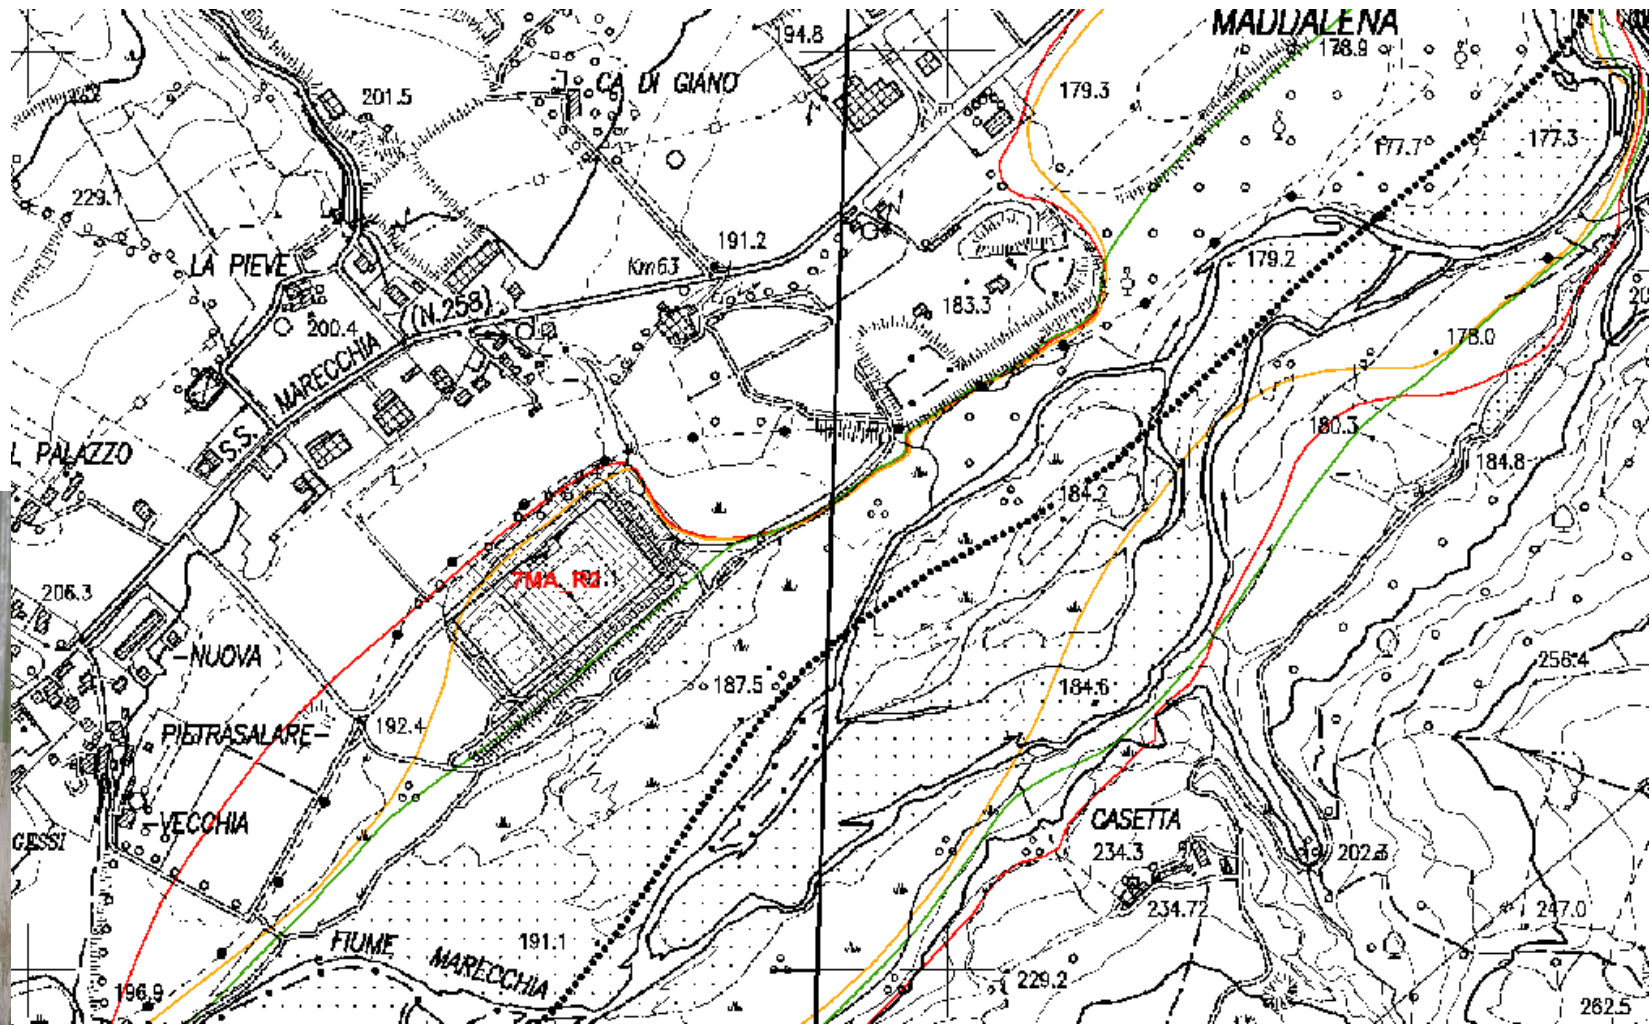 MADDALENA
194.8
178.9
CA DI GIANO
179.3
201.5
177.7
177.3
229.1
191.2
Km63
179.2
LA PIEVE
(N.258)
183.3
200.4
178.0
MARECCHIA
S.S.
180.3
L PALAZZO
184.8
184.2
7MA_R2
206.3
NUOVA
256.4
187.5
184.6
192.4
PIETRASALARE
VECCHIA
CASETTA
GESSI
234.3
202.3
234.72
247.0
FIUME MARECCHIA
191.1
229.2
196.9
262.5